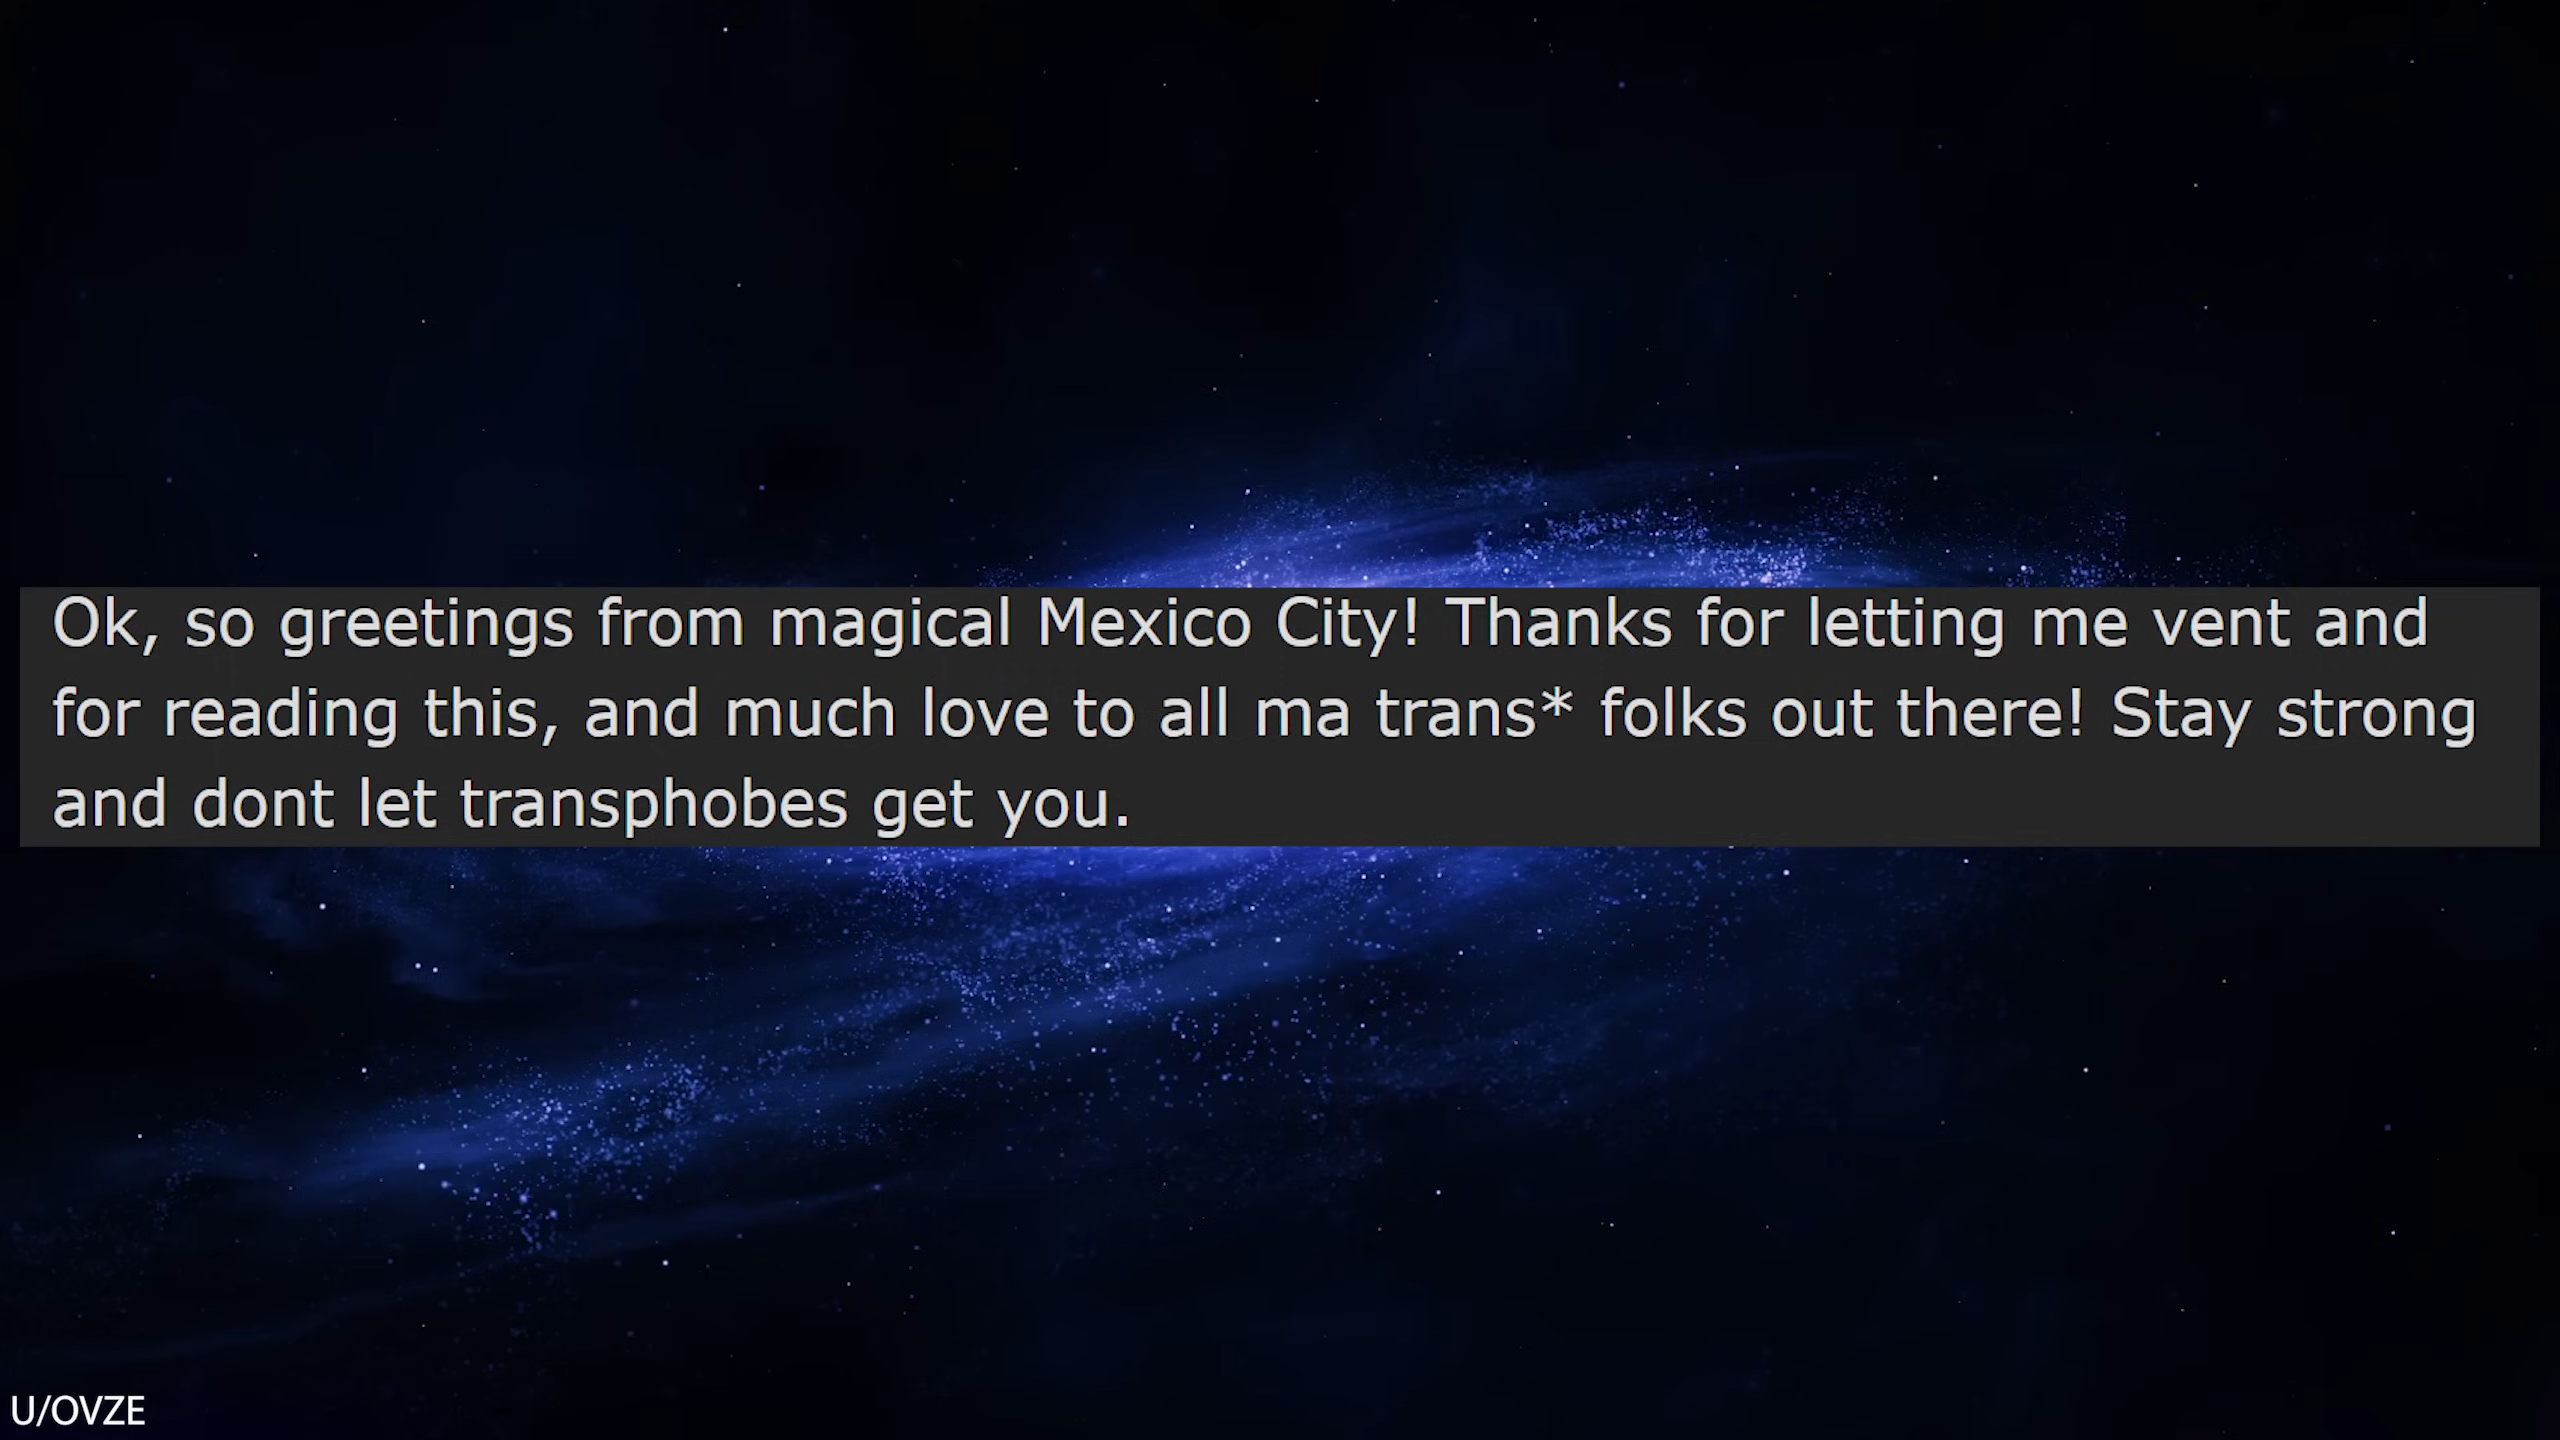 Ok, so greetings from magical Mexico City! Thanks for letting me vent and
for reading this, and much love to all ma trans* folks out there! Stay strong
and dont let transphobes get you.
U/OVZE